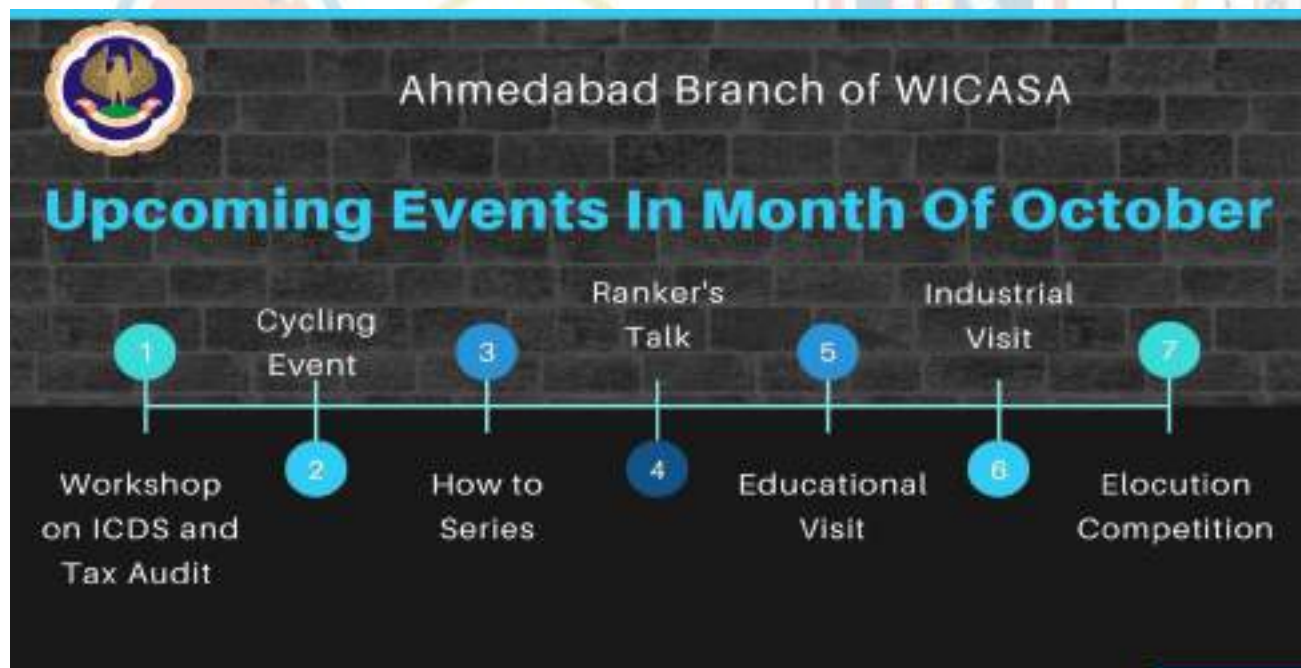 Ahmedabad Branch of WICASA
Upcoming Events In Month Of October
1
Workshop
on ICDS and
Tax Audit
Cycling
Event
2
3
How to
Series
Ranker's
Talk
4
5
Educational
Visit
Industrial
Visit
6
7
Elocution
Competition